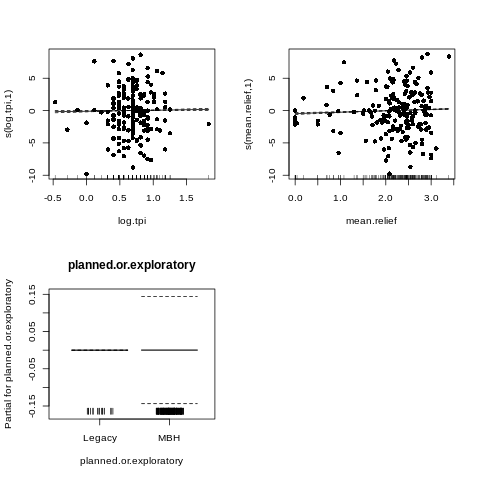 s(log.tpi,1)
5
0
-5
-10
-0.5 0.0 0.5 1.0 1.5
log.tpi
s(mean.relief,1)
5
0
-5
-10
0.0 1.0 2.0 3.0
mean.relief
planned.or.exploratory
Partial for planned.or.exploratory
0.15
0.05
-0.05
-0.15
Legacy MBH
planned.or.exploratory